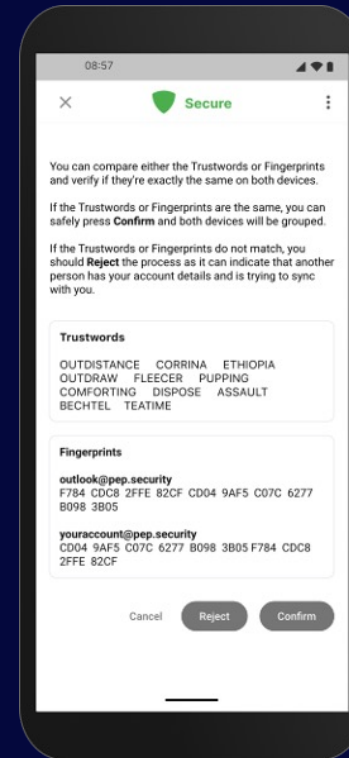 08:57
Secure
You can compare either the Trustwords or Fingerprints
and verify if they're exactly the same on both devices.
If the Trustwords or Fingerprints are the same, you can
safely press Confirm and both devices will be grouped.
If the Trustwords or Fingerprints do not match, you
should Reject the process as it can indicate that another
person has your account details and is trying to sync
with you.
Trustwords
OUTDISTANCE CORRINA ETHIOPIA
OUTDRAW FLEECER PUPPING
COMFORTING DISPOSE ASSAULT
BECHTEL TEATIME
Fingerprints
outlook@pep.security
F784 CDC8 2FFE 82CF CD04 9AF5 C07C 6277
B098 3B05
youraccount@pep.security
CD04 9AF5 C07C 6277 B098 3B05 F784 CDC8
2FFE 82CF
Cancel Reject Confirm